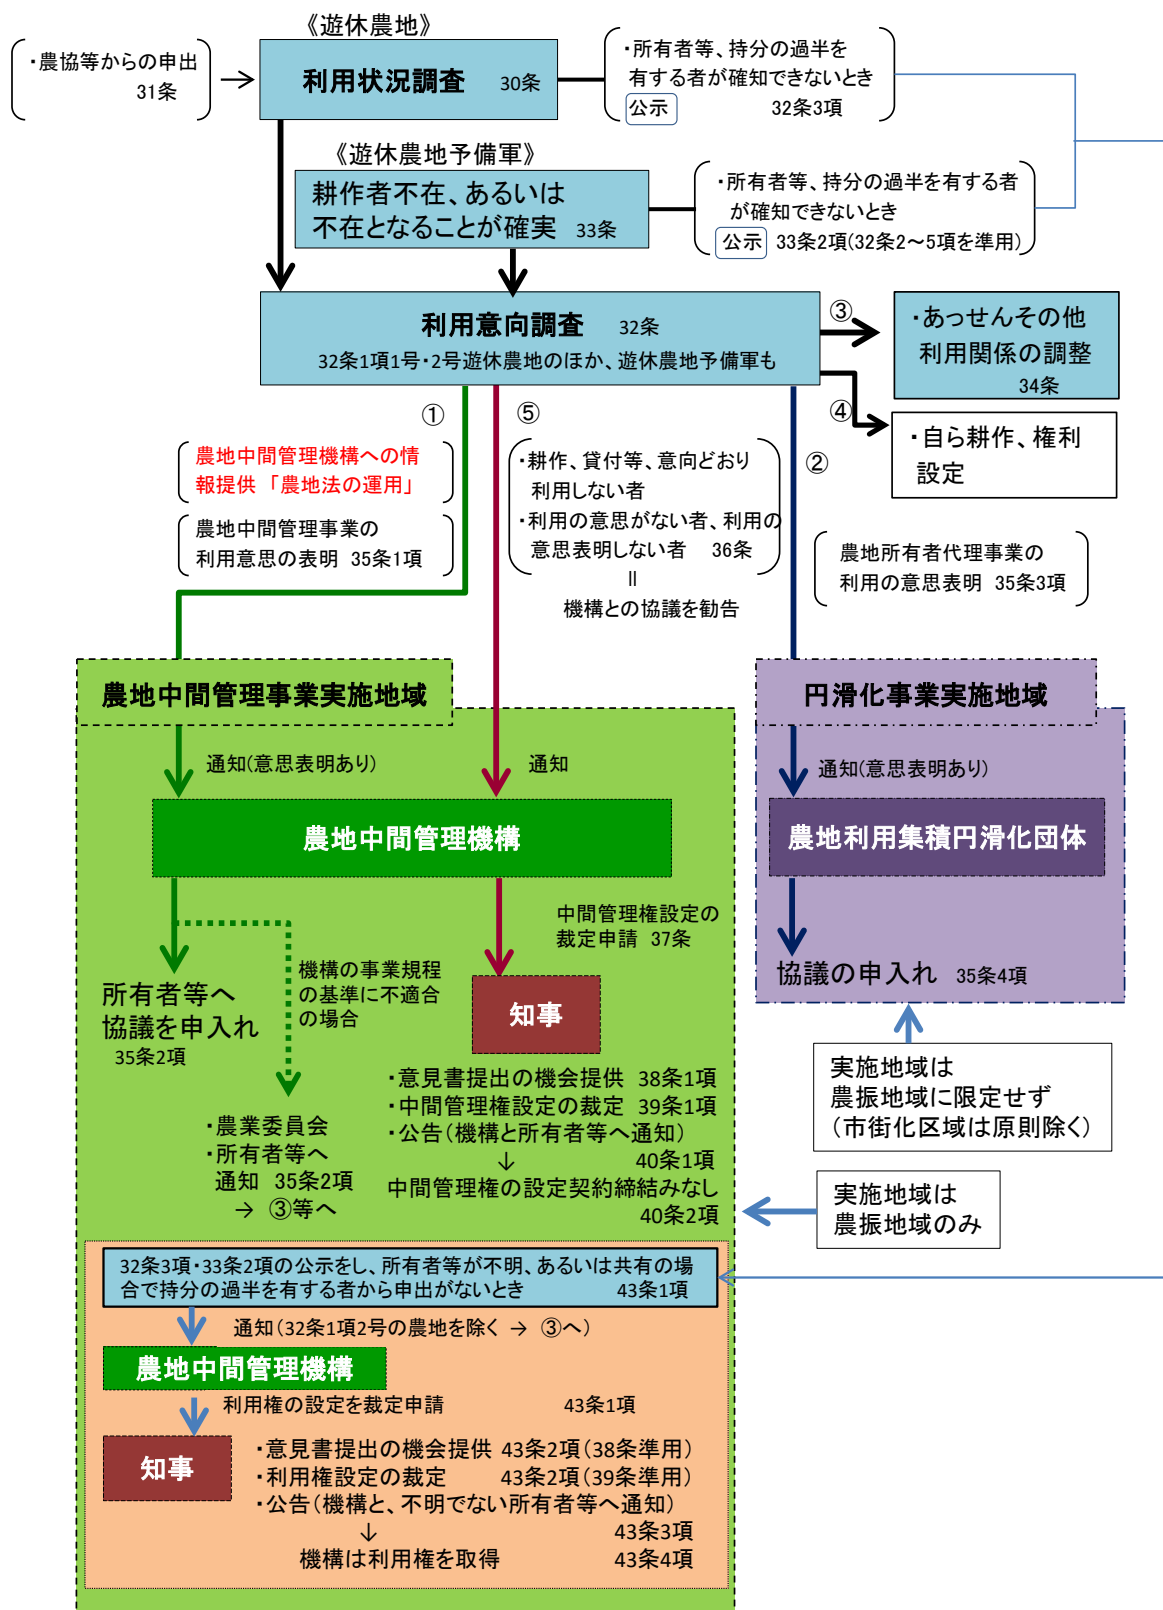 《遊休農地》
・農協等からの申出
31条
利用状況調査 30条
・所有者等、持分の過半を
有する者が確知できないとき
公示 32条3項
《遊休農地予備軍》
耕作者不在、あるいは
不在となることが確実 33条
・所有者等、持分の過半を有する者
が確知できないとき
公示 33条2項(32条2～5項を準用)
利用意向調査 32条
32条1項1号・2号遊休農地のほか、遊休農地予備軍も
③
・あっせんその他
利用関係の調整
34条
④
・自ら耕作、権利
設定
①
農地中間管理機構への情
報提供 「農地法の運用」
農地中間管理事業の
利用意思の表明 35条1項
⑤
・耕作、貸付等、意向どおり
利用しない者
・利用の意思がない者、利用の
意思表明しない者 36条
||
機構との協議を勧告
②
農地所有者代理事業の
利用の意思表明 35条3項
農地中間管理事業実施地域
通知(意思表明あり)
通知
農地中間管理機構
円滑化事業実施地域
通知(意思表明あり)
農地利用集積円滑化団体
協議の申入れ 35条4項
中間管理権設定の
裁定申請 37条
機構の事業規程
の基準に不適合
の場合
所有者等へ
協議を申入れ
35条2項
知事
・意見書提出の機会提供 38条1項
・中間管理権設定の裁定 39条1項
・公告(機構と所有者等へ通知)
↓ 40条1項
中間管理権の設定契約締結みなし
40条2項
・農業委員会
・所有者等へ
通知 35条2項
→ ③等へ
実施地域は
農振地域に限定せず
(市街化区域は原則除く)
実施地域は
農振地域のみ
32条3項・33条2項の公示をし、所有者等が不明、あるいは共有の場
合で持分の過半を有する者から申出がないとき 43条1項
通知(32条1項2号の農地を除く → ③へ)
農地中間管理機構
利用権の設定を裁定申請 43条1項
知事
・意見書提出の機会提供 43条2項(38条準用)
・利用権設定の裁定 43条2項(39条準用)
・公告(機構と、不明でない所有者等へ通知)
↓ 43条3項
機構は利用権を取得 43条4項